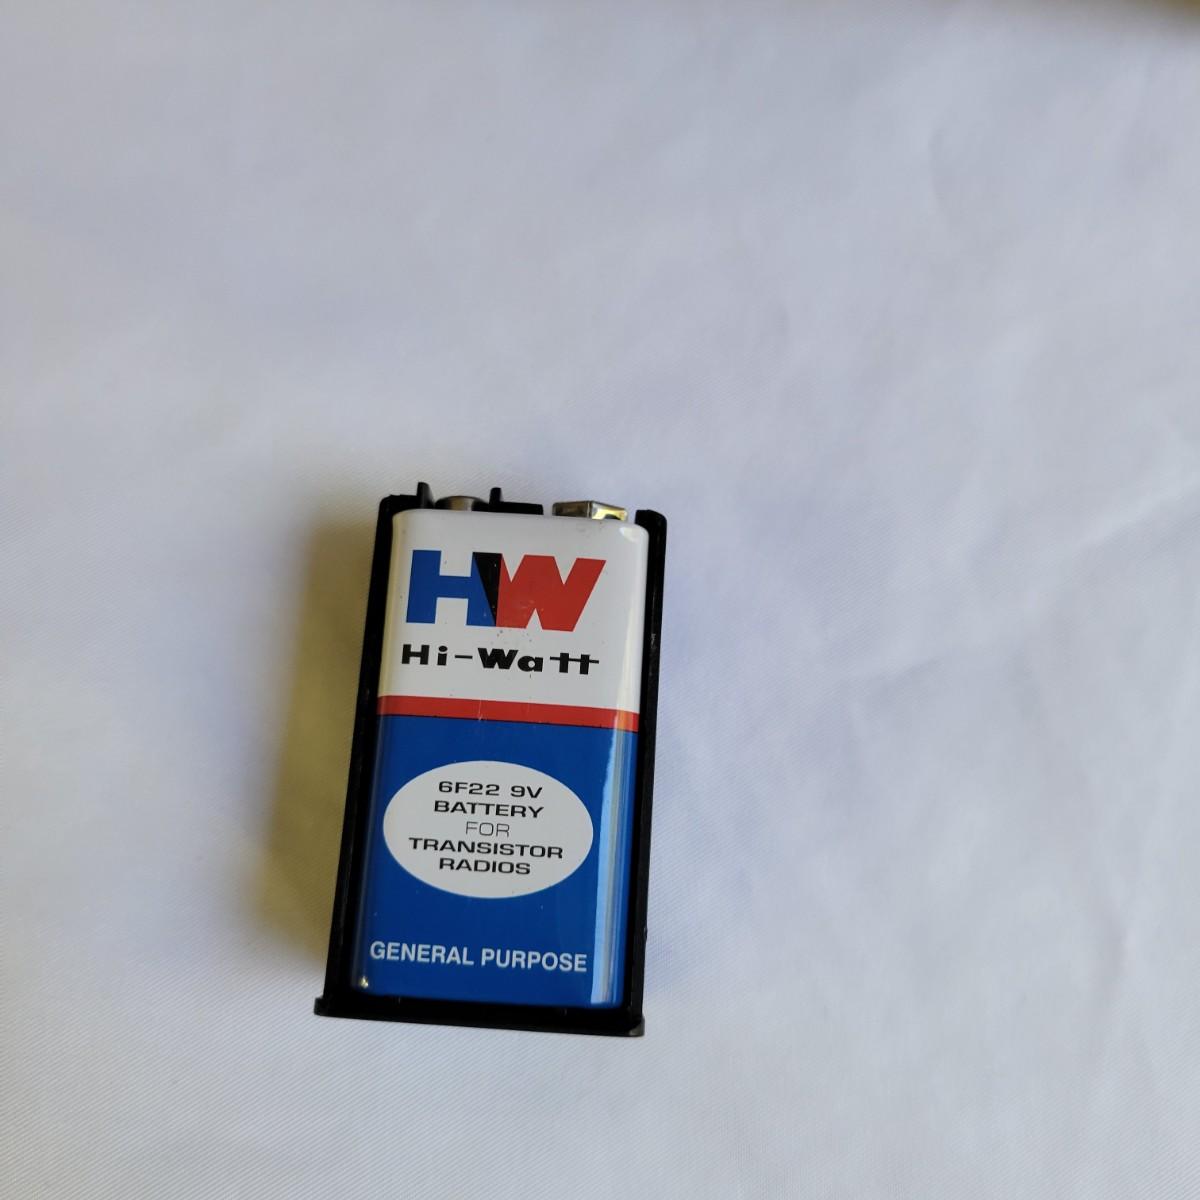 HW
Hi-Watt
6F22 9V
BATTERY
FOR
TRANSISTOR
RADIOS
GENERAL PURPOSE